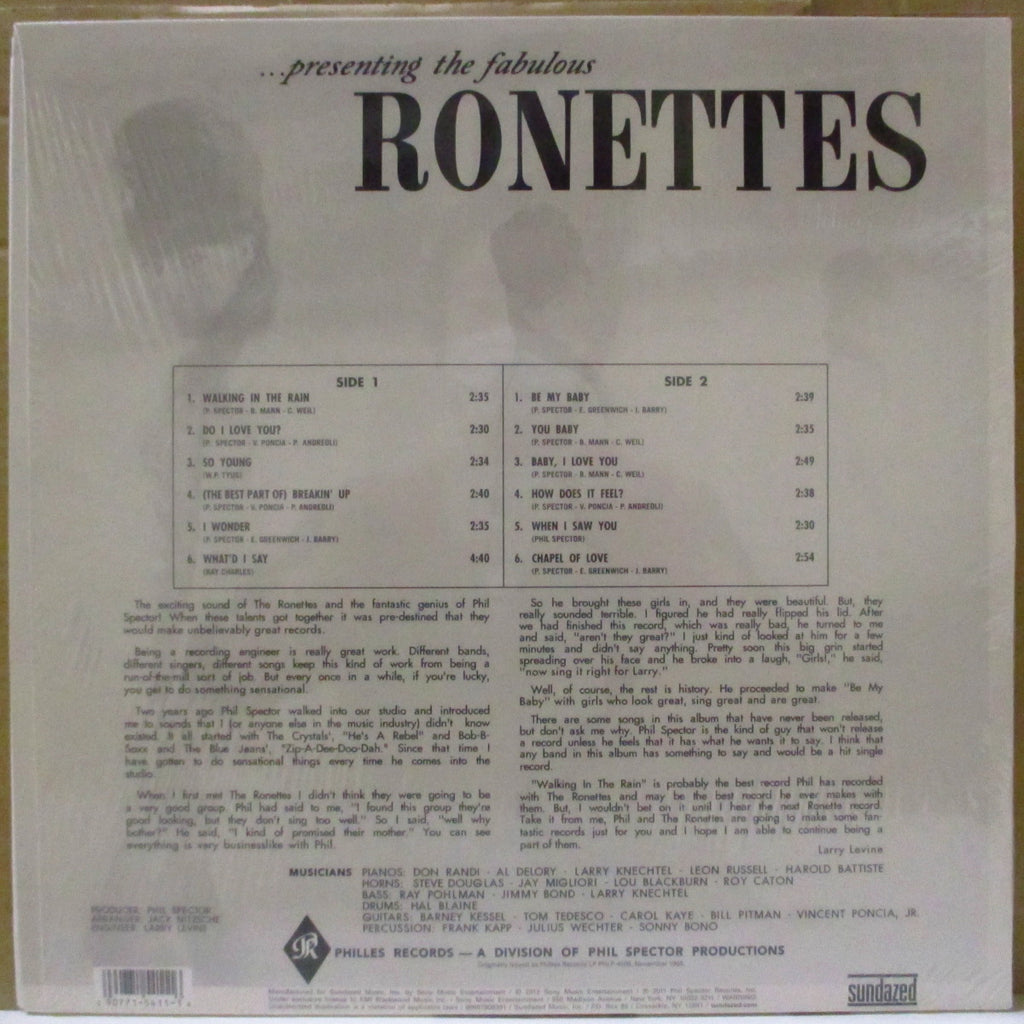 ...presenting the fabulous
RONETTES
SIDE 1
1. WALKING IN THE RAIN 2:35
(P. SPECTOR - B. MANN - C. WEIL)
2. DO I LOVE YOU? 2:30
(P. SPECTOR - V. PONCIA - P. ANDREOLI)
3. SO YOUNG 2:34
(W.P. TYUS)
4. (THE BEST PART OF) BREAKIN' UP 2:40
(P. SPECTOR - V. PONCIA - P. ANDREOLI)
5. I WONDER 2:35
(P. SPECTOR - E. GREENWICH - J. BARRY)
6. WHAT'D I SAY 4:40
(RAY CHARLES)
SIDE 2
1. BE MY BABY 2:39
(P. SPECTOR - E. GREENWICH - J. BARRY)
2. YOU BABY 2:35
(P. SPECTOR - B. MANN - C. WEIL)
3. BABY, I LOVE YOU 2:49
(P. SPECTOR - B. MANN - C. WEIL)
4. HOW DOES IT FEEL? 2:38
(P. SPECTOR - V. PONCIA - P. ANDREOLI)
5. WHEN I SAW YOU 2:30
(PHIL SPECTOR)
6. CHAPEL OF LOVE 2:54
(P. SPECTOR - E. GREENWICH - J. BARRY)
The exciting sound of The Ronettes and the fantastic genius of Phil
Spector! When these talents got together it was pre-destined that they
would make unbelievably great records.
Being a recording engineer is really great work. Different bands,
different singers, different songs keep this kind of work from being a
run-of-the-mill sort of job. But every once in a while, if you're lucky,
you get to do something sensational.
Two years ago Phil Spector walked into our studio and introduced
me to sounds that I (or anyone else in the music industry) didn't know
existed. It all started with The Crystals', "He's A Rebel" and Bob-B-
Soxx and The Blue Jeans', "Zip-A-Dee-Doo-Dah." Since that time I
have gotten to do sensational things every time he comes into the
studio.
When I first met The Ronettes I didn't think they were going to be
a very good group. Phil had said to me, "I found this group they're
good looking, but they don't sing too well." So I said, "well why
bother?" He said, "I kind of promised their mother." You can see
everything is very businesslike with Phil.
So he brought these girls in, and they were beautiful. But, they
really sounded terrible. I figured he had really flipped his lid. After
we had finished this record, which was really bad, he turned to me
and said, "aren't they great?" I just kind of looked at him for a few
minutes and didn't say anything. Pretty soon this big grin started
spreading over his face and he broke into a laugh, "Girls!," he said,
"now sing it right for Larry."
Well, of course, the rest is history. He proceeded to make "Be My
Baby" with girls who look great, sing great and are great.
There are some songs in this album that have never been released,
but don't ask me why. Phil Spector is the kind of guy that won't release
a record unless he feels that it has what he wants it to say. I think that
any band in this album has something to say and would be a hit single
record.
"Walking In The Rain" is probably the best record Phil has recorded
with The Ronettes and may be the best record he ever makes with
them. But, I wouldn't bet on it until I hear the next Ronette record.
Take it from me, Phil and The Ronettes are going to make some fan-
tastic records just for you and I hope I am able to continue being a
part of them.
Larry Levine
MUSICIANS PIANOS: DON RANDI · AL DELORY · LARRY KNECHTEL · LEON RUSSELL · HAROLD BATTISTE
HORNS: STEVE DOUGLAS · JAY MIGLIORI · LOU BLACKBURN · ROY CATON
BASS: RAY POHLMAN · JIMMY BOND · LARRY KNECHTEL
DRUMS: HAL BLAINE
GUITARS: BARNEY KESSEL · TOM TEDESCO · CAROL KAYE · BILL PITMAN · VINCENT PONCIA, JR.
PERCUSSION: FRANK KAPP · JULIUS WECHTER · SONNY BONO
PRODUCER: PHIL SPECTOR
ARRANGER: JACK NITZSCHE
ENGINEER: LARRY LEVINE
PR
PHILLES RECORDS — A DIVISION OF PHIL SPECTOR PRODUCTIONS
Originally issued as Philles Records LP PHLP-4006, November 1964.
sundazed